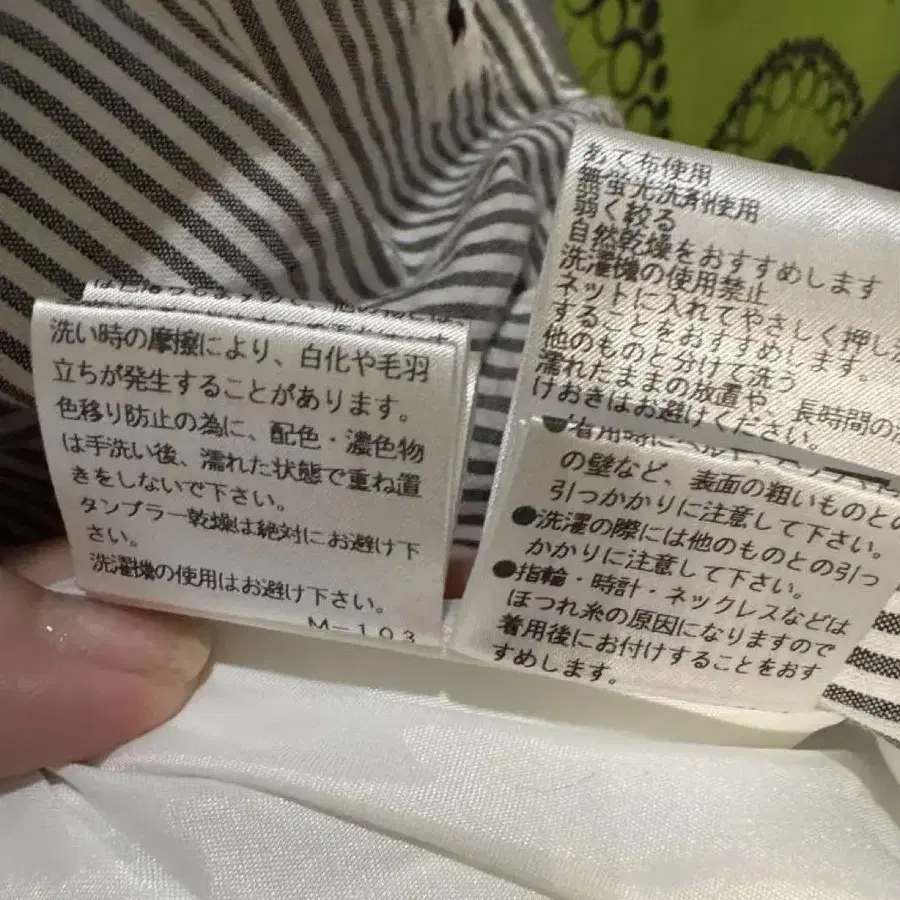 洗い時の摩擦により、白化や毛羽
立ちが発生することがあります。
色移り防止の為に、配色・濃色物
は手洗い後、濡れた状態で重ね置
きをしないで下さい。
タンブラー乾燥は絶対にお避け下
さい。
洗濯機の使用はお避け下さい。
M-103
あて布使用
無蛍光洗剤使用
弱く絞る
自然乾燥をおすすめします
洗濯機の使用禁止
ネットに入れてやさしく押し
することをおすすめします。
他のものと分けて洗う
濡れたままの放置や、長時間の
けおきはお避けください。
の壁など、表面の粗いものとの
引っかかりに注意して下さい。
●洗濯の際には他のものとの引っ
かかりに注意して下さい。
●指輪・時計・ネックレスなどは
ほつれ糸の原因になりますので
着用後にお付けすることをおす
すめします。